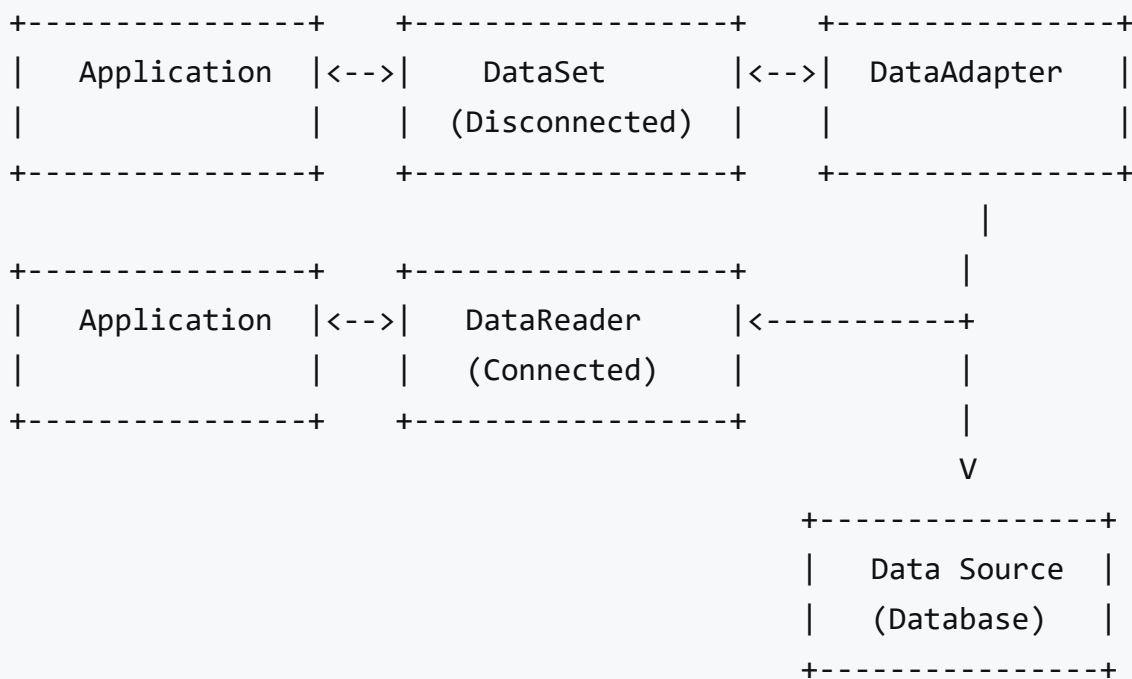 +----------------+    +------------------+    +----------------+
|   Application  |<-->|    DataSet       |<-->|  DataAdapter   |
|                |    |  (Disconnected)  |    |                |
+----------------+    +------------------+    +----------------+
                                                       |
+----------------+    +------------------+            |
|   Application  |<-->|   DataReader     |<-----------+
|                |    |   (Connected)    |            |
+----------------+    +------------------+            |
                                                      V
                                             +----------------+
                                             |   Data Source  |
                                             |   (Database)   |
                                             +----------------+